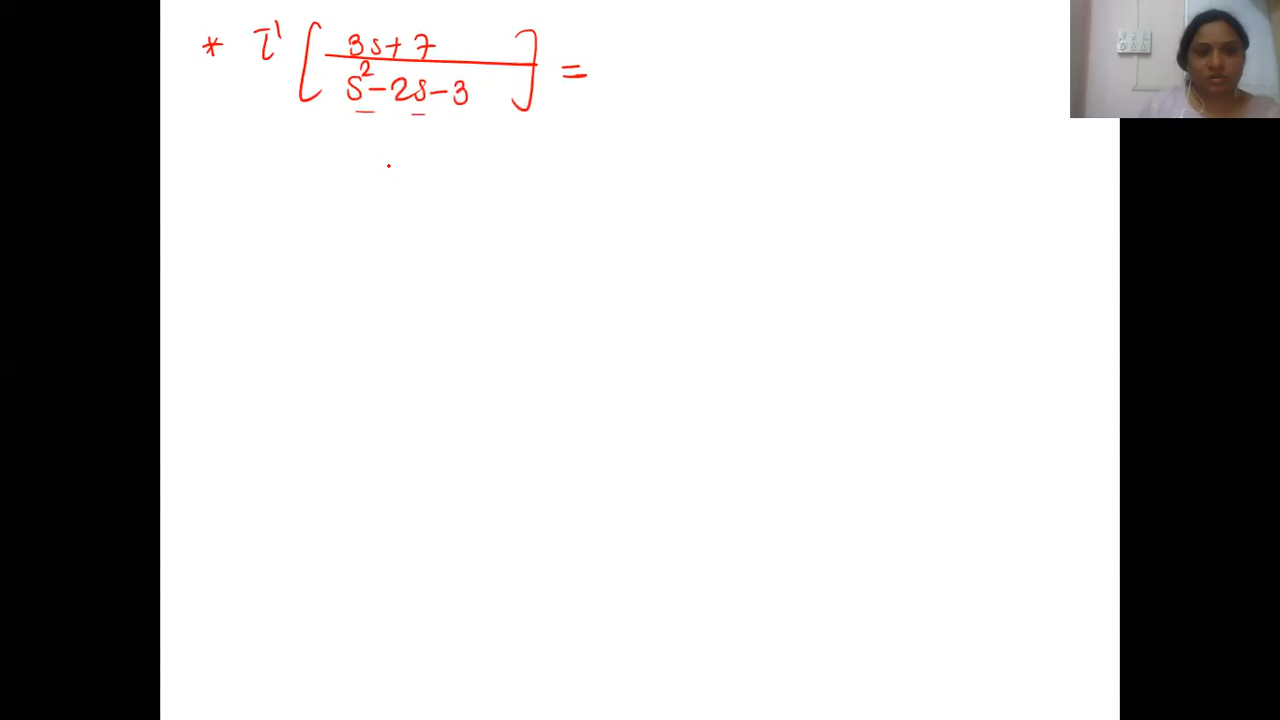 * L⁻¹ [ 3s+7 / s²-2s-3 ] =